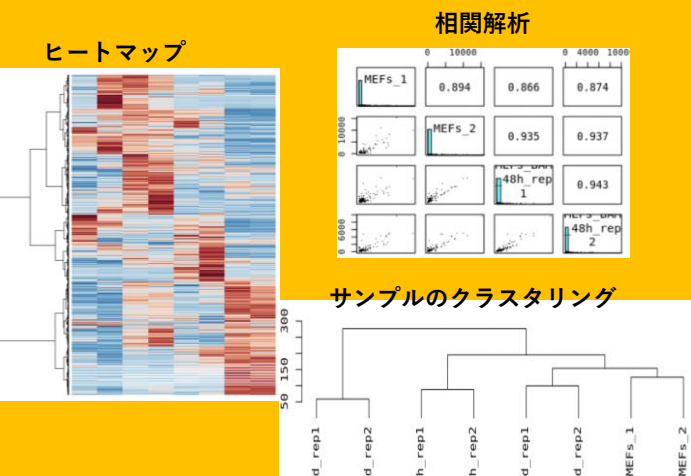 ヒートマップ
相関解析
0 10000
0 4000 1000
MEFs_1
0.894
0.866
0.874
0 10000
MEFs_2
0.935
0.937
48h_rep
1
0.943
0 6000
48h_rep
2
サンプルのクラスタリング
50 150 300
d_rep1
d_rep2
h_rep1
h_rep2
d_rep1
d_rep2
MEFs_1
MEFs_2